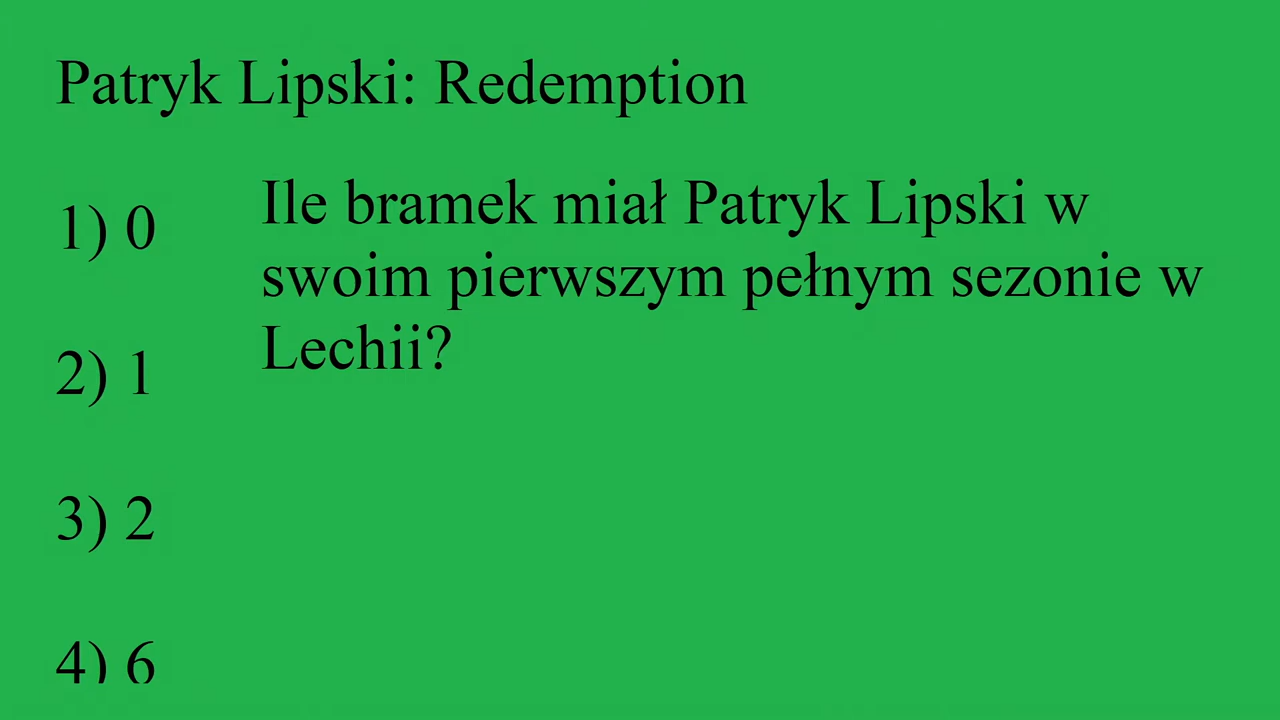 Patryk Lipski: Redemption
Ile bramek miał Patryk Lipski w
swoim pierwszym pełnym sezonie w
Lechii?
1) 0
2) 1
3) 2
4) 6